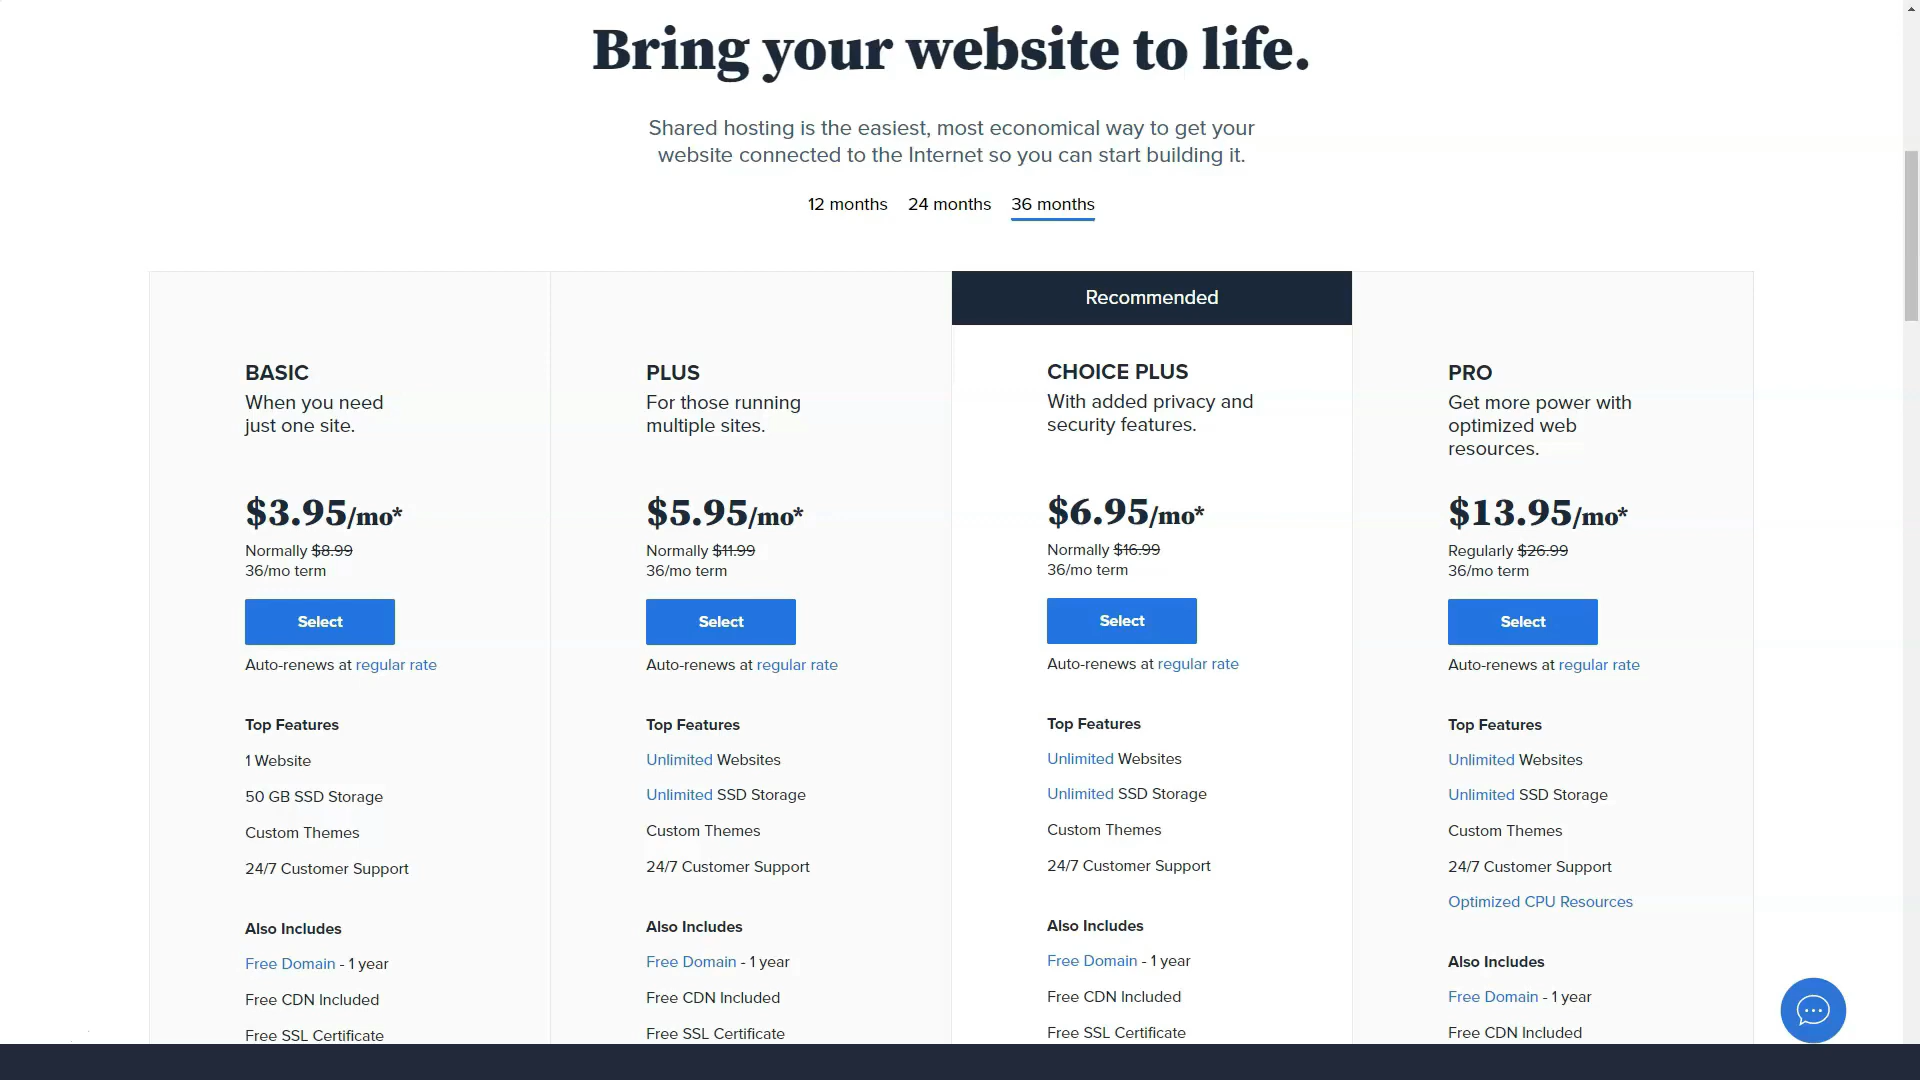 Bring your website to life.
Shared hosting is the easiest, most economical way to get your
website connected to the Internet so you can start building it.
12 months 24 months 36 months
Recommended
BASIC
When you need
just one site.
$3.95/mo*
Normally $8.99
36/mo term
Select
Auto-renews at regular rate
Top Features
1 Website
50 GB SSD Storage
Custom Themes
24/7 Customer Support
Also Includes
Free Domain - 1 year
Free CDN Included
Free SSL Certificate
PLUS
For those running
multiple sites.
$5.95/mo*
Normally $11.99
36/mo term
Select
Auto-renews at regular rate
Top Features
Unlimited Websites
Unlimited SSD Storage
Custom Themes
24/7 Customer Support
Also Includes
Free Domain - 1 year
Free CDN Included
Free SSL Certificate
CHOICE PLUS
With added privacy and
security features.
$6.95/mo*
Normally $16.99
36/mo term
Select
Auto-renews at regular rate
Top Features
Unlimited Websites
Unlimited SSD Storage
Custom Themes
24/7 Customer Support
Also Includes
Free Domain - 1 year
Free CDN Included
Free SSL Certificate
PRO
Get more power with
optimized web
resources.
$13.95/mo*
Regularly $26.99
36/mo term
Select
Auto-renews at regular rate
Top Features
Unlimited Websites
Unlimited SSD Storage
Custom Themes
24/7 Customer Support
Optimized CPU Resources
Also Includes
Free Domain - 1 year
Free CDN Included